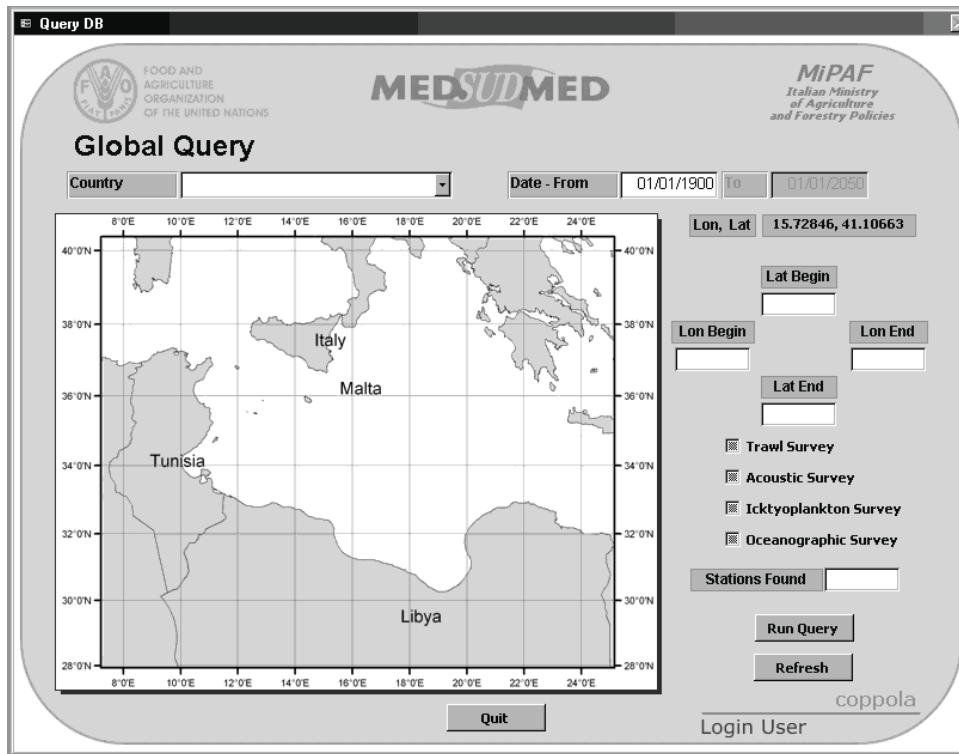 Query DB
FOOD AND
AGRICULTURE
ORGANIZATION
OF THE UNITED NATIONS
F A O
FIAT PANIS
MEDSUDMED
MiPAF
Italian Ministry
of Agriculture
and Forestry Policies
Global Query
Country
Date - From 01/01/1900 To 01/01/2050
8°0'E 10°0'E 12°0'E 14°0'E 16°0'E 18°0'E 20°0'E 22°0'E 24°0'E
40°0'N 40°0'N
38°0'N 38°0'N
Italy
Malta
36°0'N 36°0'N
Tunisia
34°0'N 34°0'N
32°0'N 32°0'N
30°0'N 30°0'N
Libya
28°0'N 28°0'N
8°0'E 10°0'E 12°0'E 14°0'E 16°0'E 18°0'E 20°0'E 22°0'E 24°0'E
Lon, Lat 15.72846, 41.10663
Lat Begin
Lon Begin Lon End
Lat End
Trawl Survey
Acoustic Survey
Icktyoplankton Survey
Oceanographic Survey
Stations Found
Run Query
Refresh
Quit
coppola
Login User